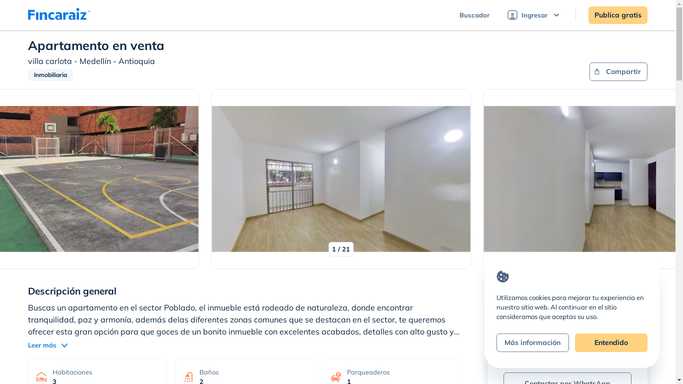 Fincaraiz
Buscador
Ingresar
Publica gratis
Apartamento en venta
villa carlota - Medellín - Antioquia
Inmobiliaria
Compartir
1 / 21
Descripción general
Buscas un apartamento en el sector Poblado, el inmueble está rodeado de naturaleza, donde encontrar
tranquilidad, paz y armonía, además delas diferentes zonas comunes que se destacan en el sector, te queremos
ofrecer esta gran opción para que goces de un bonito inmueble con excelentes acabados, detalles con alto gusto y...
Leer más
Habitaciones
3
Baños
2
Parqueaderos
1
Utilizamos cookies para mejorar tu experiencia en
nuestro sitio web. Al continuar en el sitio
consideramos que aceptas su uso.
Más información
Entendido
Contactar por WhatsApp